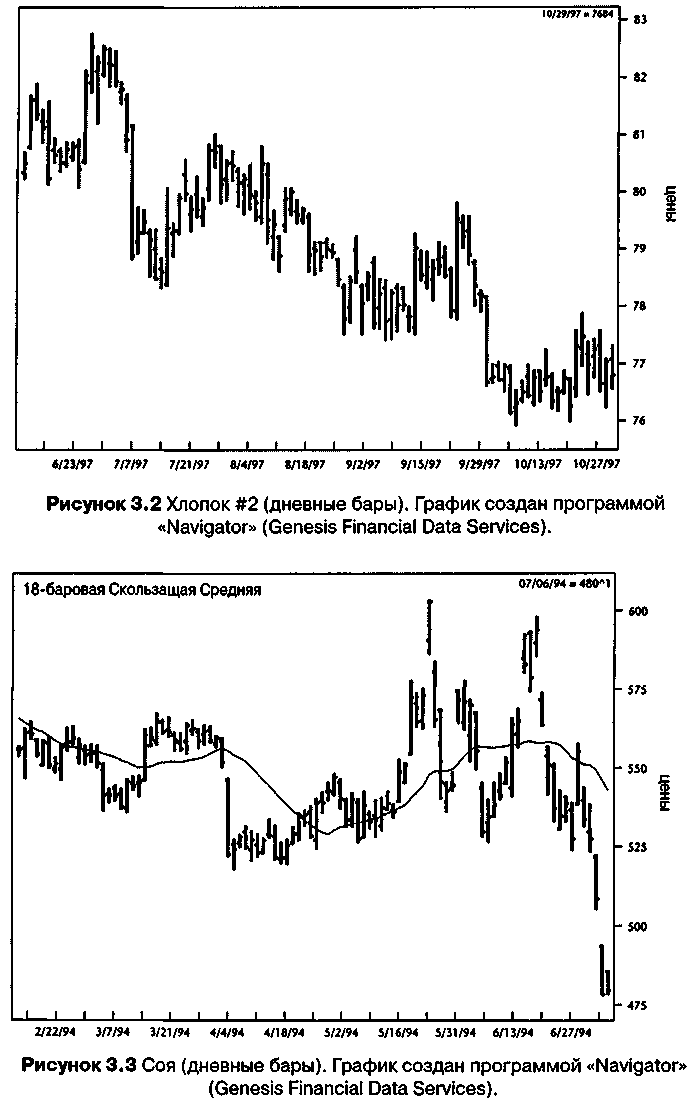 10/29/97 = 7684
83
82
81
80
79
78
77
76
цены
6/23/97 7/7/97 7/21/97 8/4/97 8/18/97 9/2/97 9/15/97 9/29/97 10/13/97 10/27/97
Рисунок 3.2 Хлопок #2 (дневные бары). График создан программой
«Navigator» (Genesis Financial Data Services).
18-баровая Скользащая Средняя
07/06/94 = 480^1
600
575
550
525
500
475
цены
2/22/94 3/7/94 3/21/94 4/4/94 4/18/94 5/2/94 5/16/94 5/31/94 6/13/94 6/27/94
Рисунок 3.3 Соя (дневные бары). График создан программой «Navigator»
(Genesis Financial Data Services).